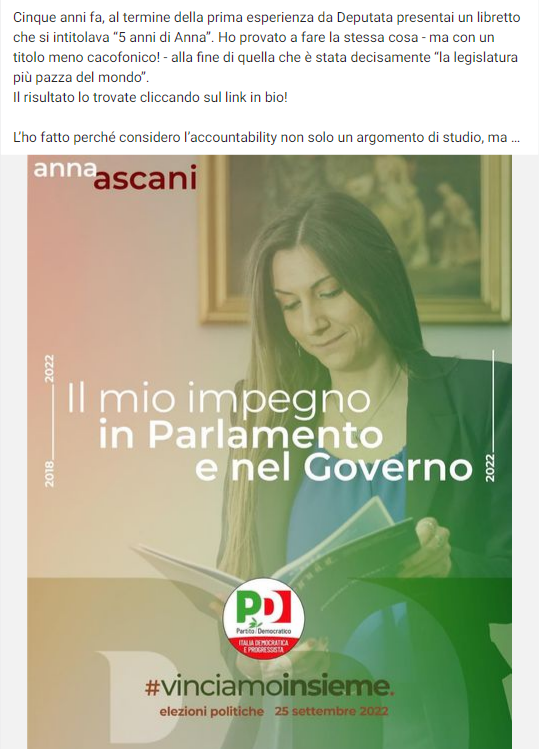 Cinque anni fa, al termine della prima esperienza da Deputata presentai un libretto
che si intitolava “5 anni di Anna”. Ho provato a fare la stessa cosa - ma con un
titolo meno cacofonico! - alla fine di quella che è stata decisamente “la legislatura
più pazza del mondo”.
Il risultato lo trovate cliccando sul link in bio!
L’ho fatto perché considero l’accountability non solo un argomento di studio, ma ...
anna
ascani
2018 2022
Il mio impegno
in Parlamento
e nel Governo
2022
PD
Partito Democratico
ITALIA DEMOCRATICA
E PROGRESSISTA
#vinciamoinsieme.
elezioni politiche 25 settembre 2022